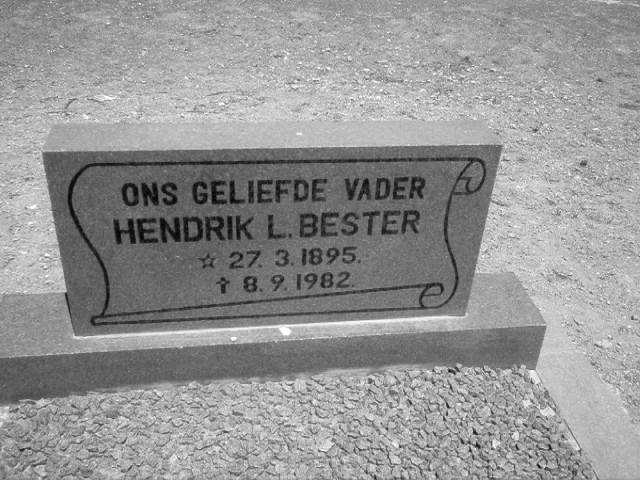 ONS GELIEFDE VADER
HENDRIK L. BESTER
☆ 27. 3. 1895.
✝ 8. 9. 1982.